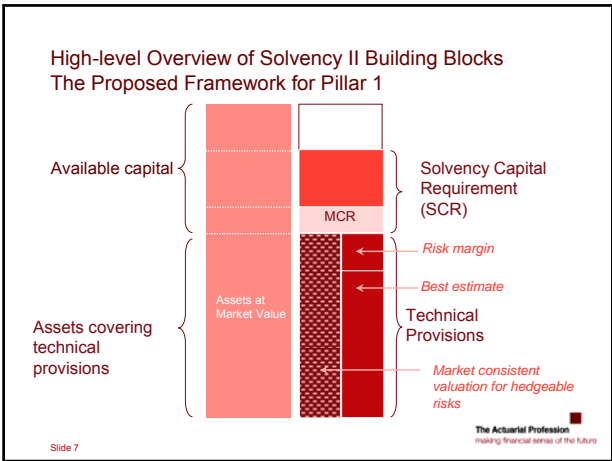 High-level Overview of Solvency II Building Blocks
The Proposed Framework for Pillar 1
Available capital
Solvency Capital
Requirement
(SCR)
MCR
Risk margin
Best estimate
Assets at
Market Value
Assets covering
technical
provisions
Technical
Provisions
Market consistent
valuation for hedgeable
risks
The Actuarial Profession
making financial sense of the future
Slide 7